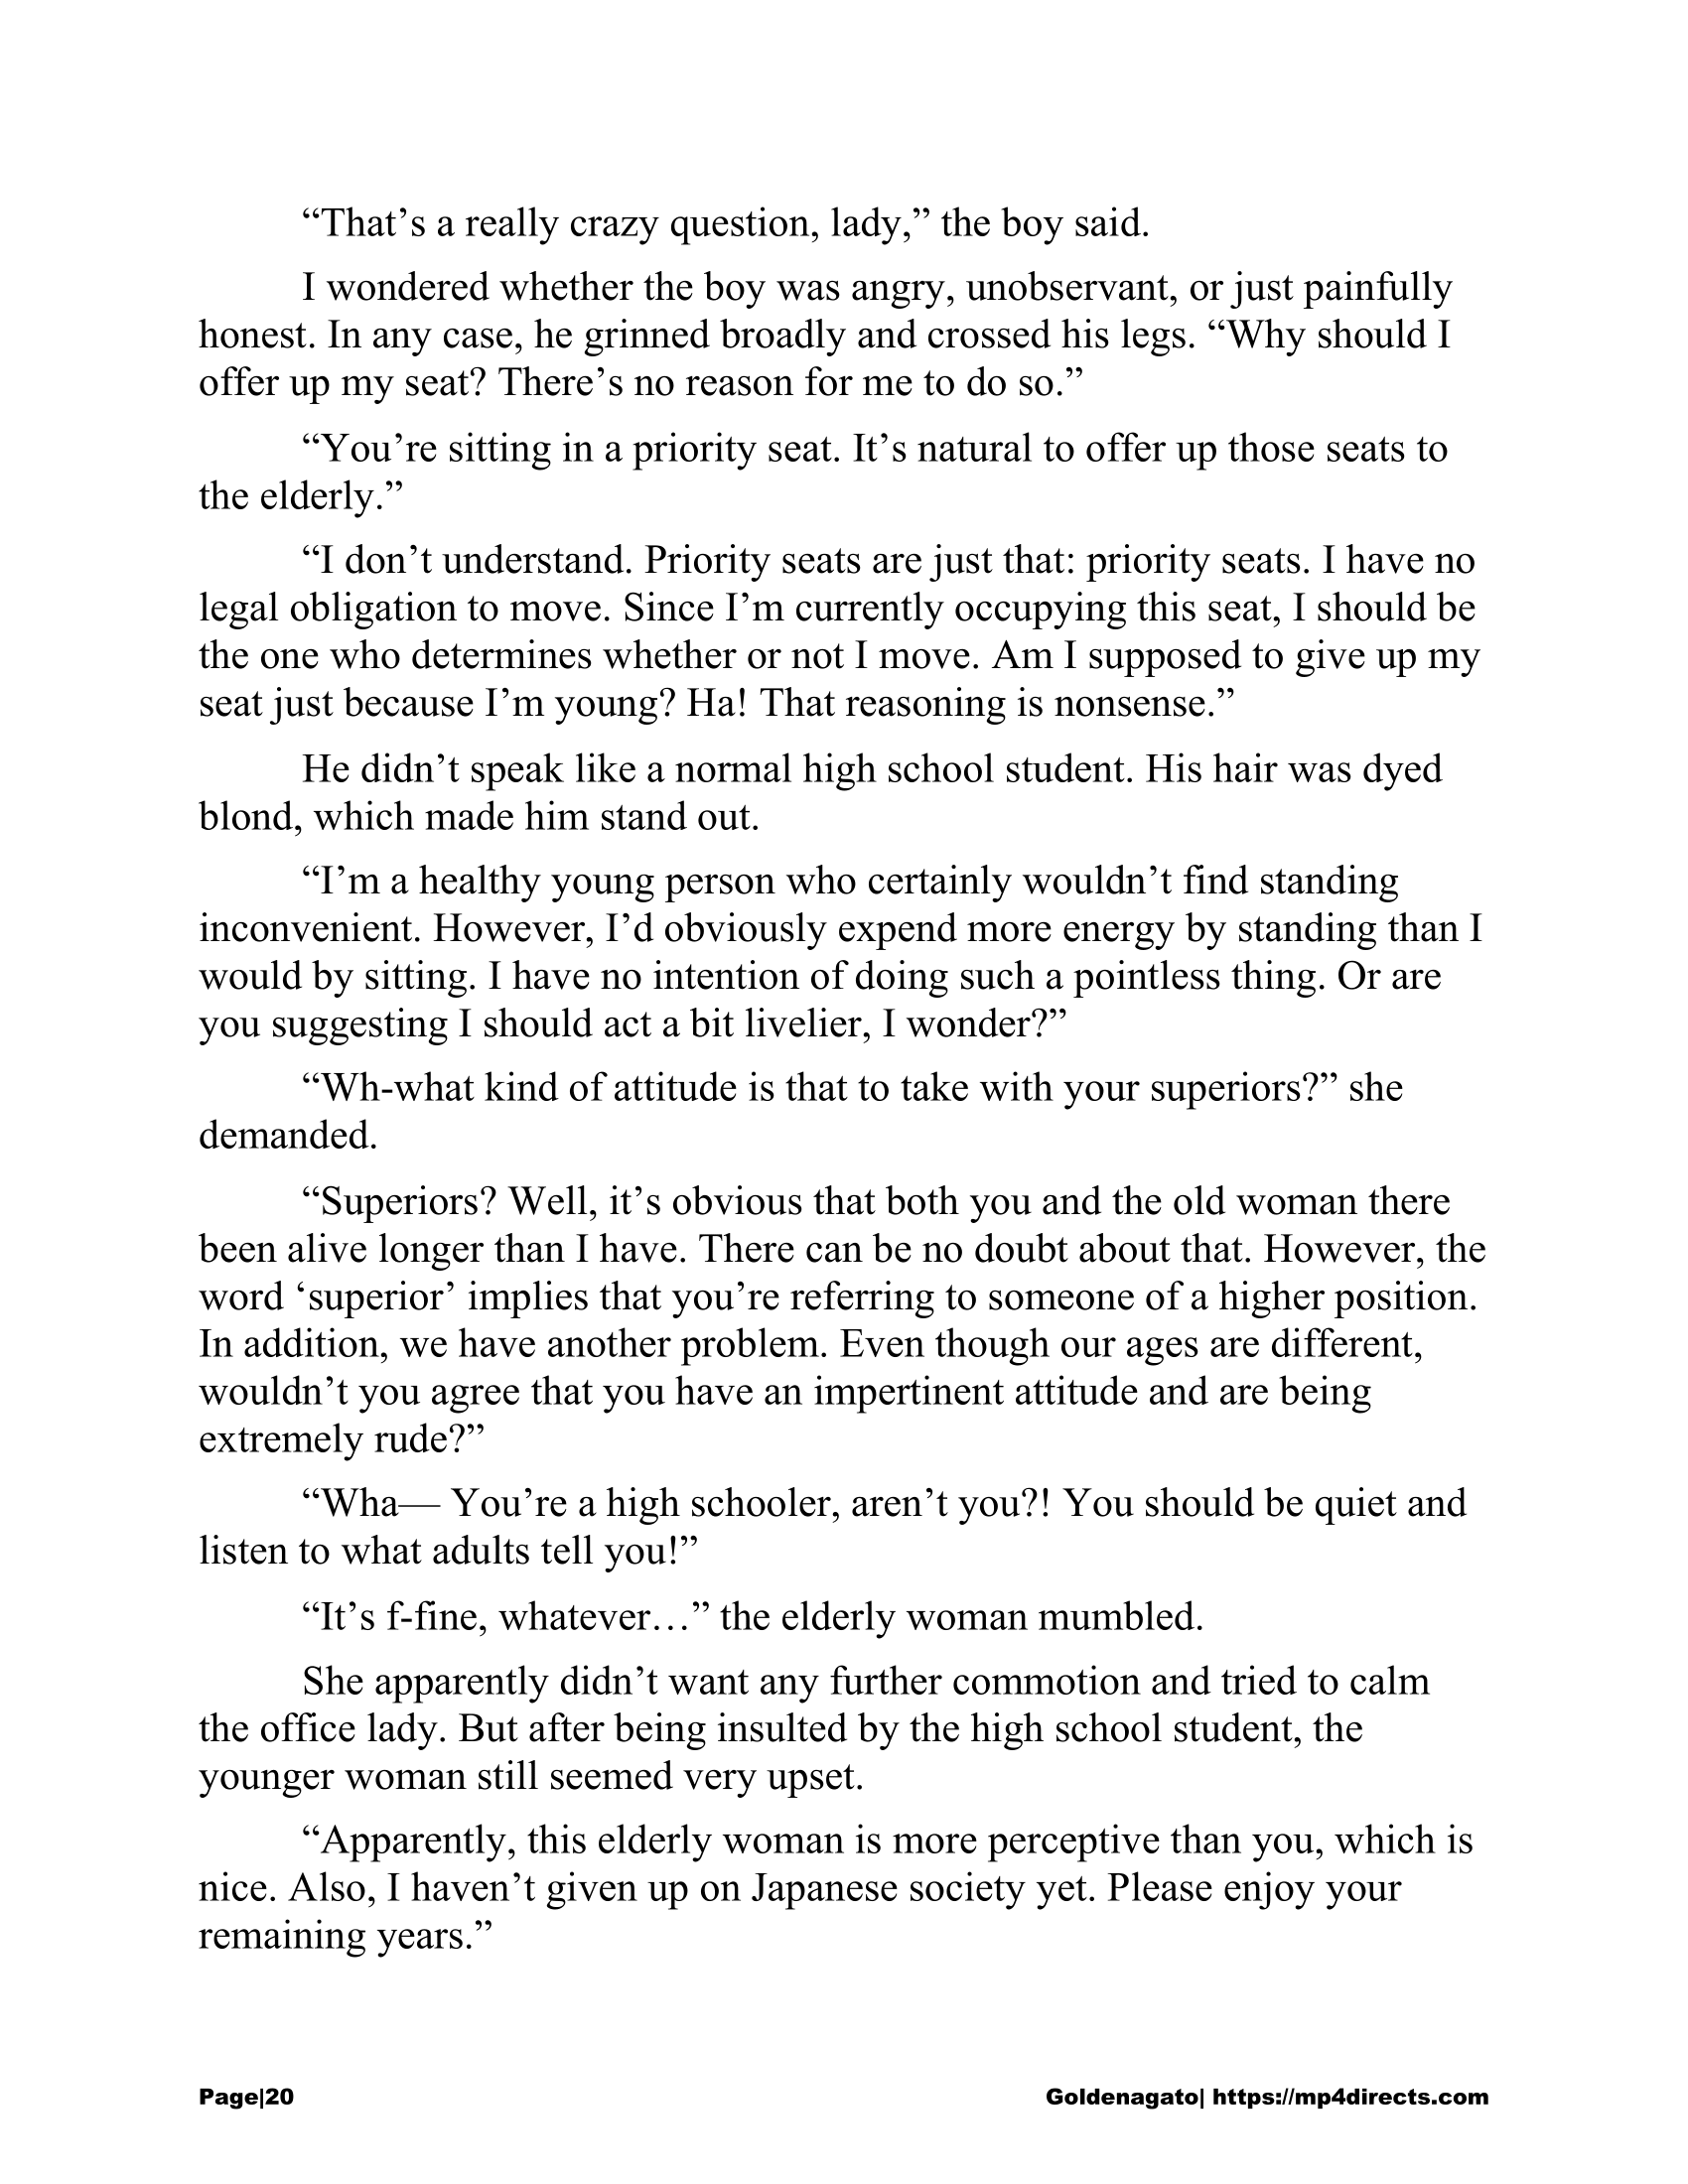 “That’s a really crazy question, lady,” the boy said.
I wondered whether the boy was angry, unobservant, or just painfully
honest. In any case, he grinned broadly and crossed his legs. “Why should I
offer up my seat? There’s no reason for me to do so.”
“You’re sitting in a priority seat. It’s natural to offer up those seats to
the elderly.”
“I don’t understand. Priority seats are just that: priority seats. I have no
legal obligation to move. Since I’m currently occupying this seat, I should be
the one who determines whether or not I move. Am I supposed to give up my
seat just because I’m young? Ha! That reasoning is nonsense.”
He didn’t speak like a normal high school student. His hair was dyed
blond, which made him stand out.
“I’m a healthy young person who certainly wouldn’t find standing
inconvenient. However, I’d obviously expend more energy by standing than I
would by sitting. I have no intention of doing such a pointless thing. Or are
you suggesting I should act a bit livelier, I wonder?”
“Wh-what kind of attitude is that to take with your superiors?” she
demanded.
“Superiors? Well, it’s obvious that both you and the old woman there
been alive longer than I have. There can be no doubt about that. However, the
word ‘superior’ implies that you’re referring to someone of a higher position.
In addition, we have another problem. Even though our ages are different,
wouldn’t you agree that you have an impertinent attitude and are being
extremely rude?”
“Wha— You’re a high schooler, aren’t you?! You should be quiet and
listen to what adults tell you!”
“It’s f-fine, whatever…” the elderly woman mumbled.
She apparently didn’t want any further commotion and tried to calm
the office lady. But after being insulted by the high school student, the
younger woman still seemed very upset.
“Apparently, this elderly woman is more perceptive than you, which is
nice. Also, I haven’t given up on Japanese society yet. Please enjoy your
remaining years.”
Page|20 Goldenagato| https://mp4directs.com